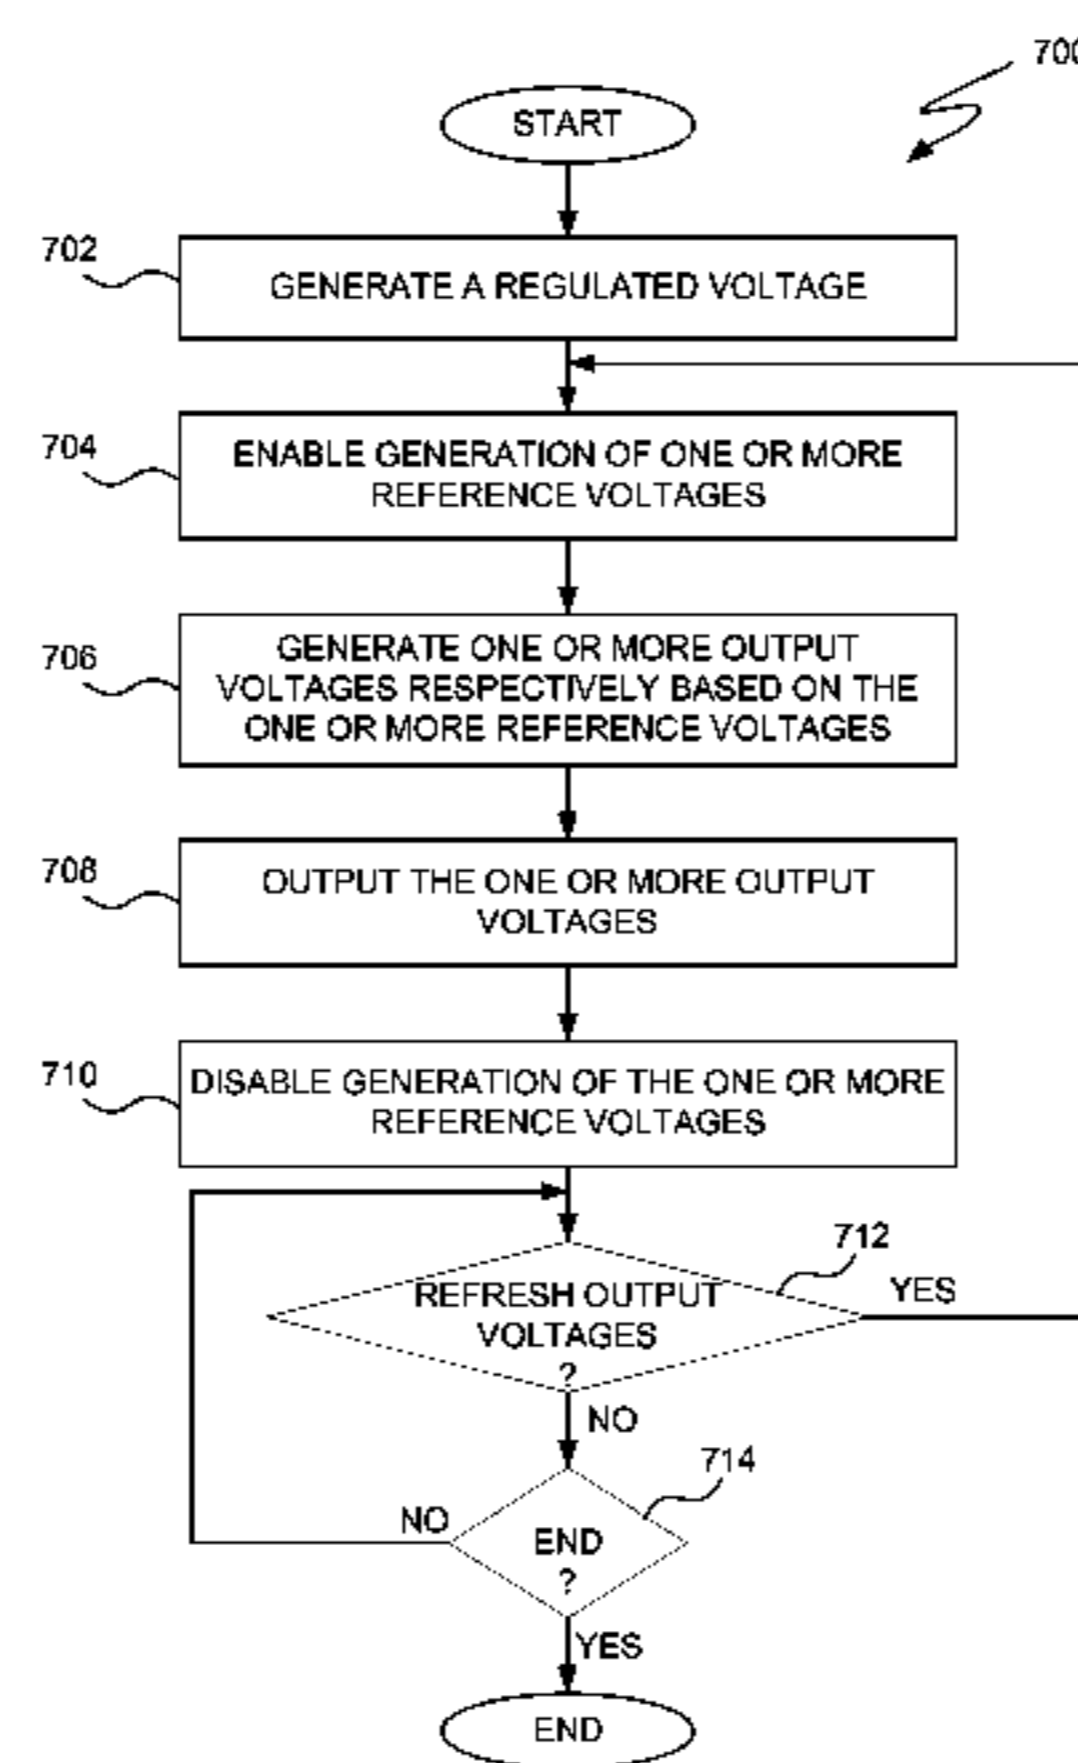 700
START
702
GENERATE A REGULATED VOLTAGE
704
ENABLE GENERATION OF ONE OR MORE
REFERENCE VOLTAGES
706
GENERATE ONE OR MORE OUTPUT
VOLTAGES RESPECTIVELY BASED ON THE
ONE OR MORE REFERENCE VOLTAGES
708
OUTPUT THE ONE OR MORE OUTPUT
VOLTAGES
710
DISABLE GENERATION OF THE ONE OR MORE
REFERENCE VOLTAGES
712
REFRESH OUTPUT
VOLTAGES
?
YES
NO
714
NO
END
?
YES
END